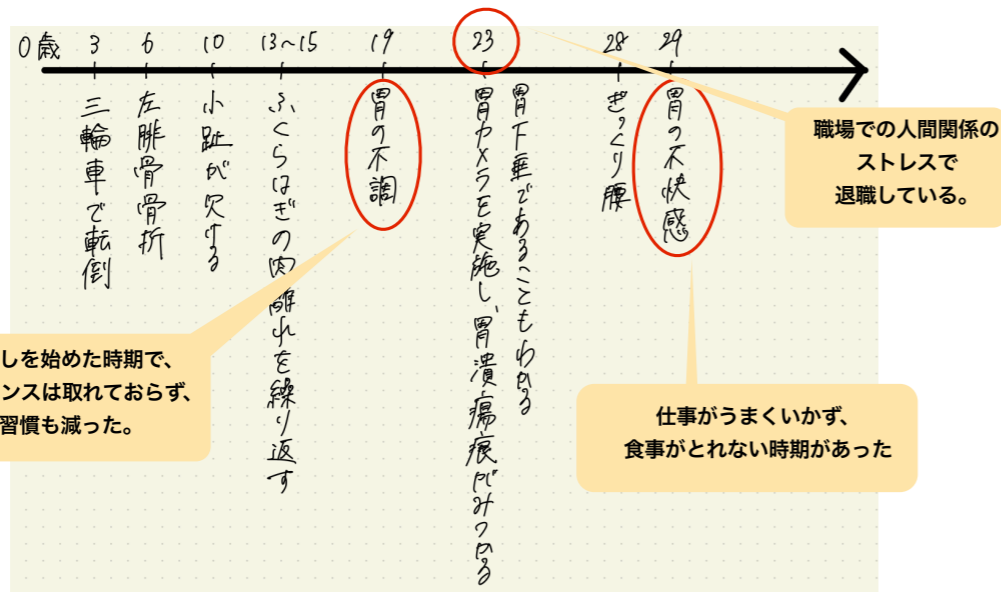 0歳 3 6 10 13〜15 19 23 28 29
三輪車で転倒
左腓骨骨折
小趾が欠ける
ふくらはぎの肉離れを繰り返す
胃の不調
胃カメラを実施し、胃潰瘍痕がみつかる
胃下垂であることもわかる
ぎっくり腰
胃の不快感
職場での人間関係の
ストレスで
退職している。
しを始めた時期で、
ンスは取れておらず、
習慣も減った。
仕事がうまくいかず、
食事がとれない時期があった